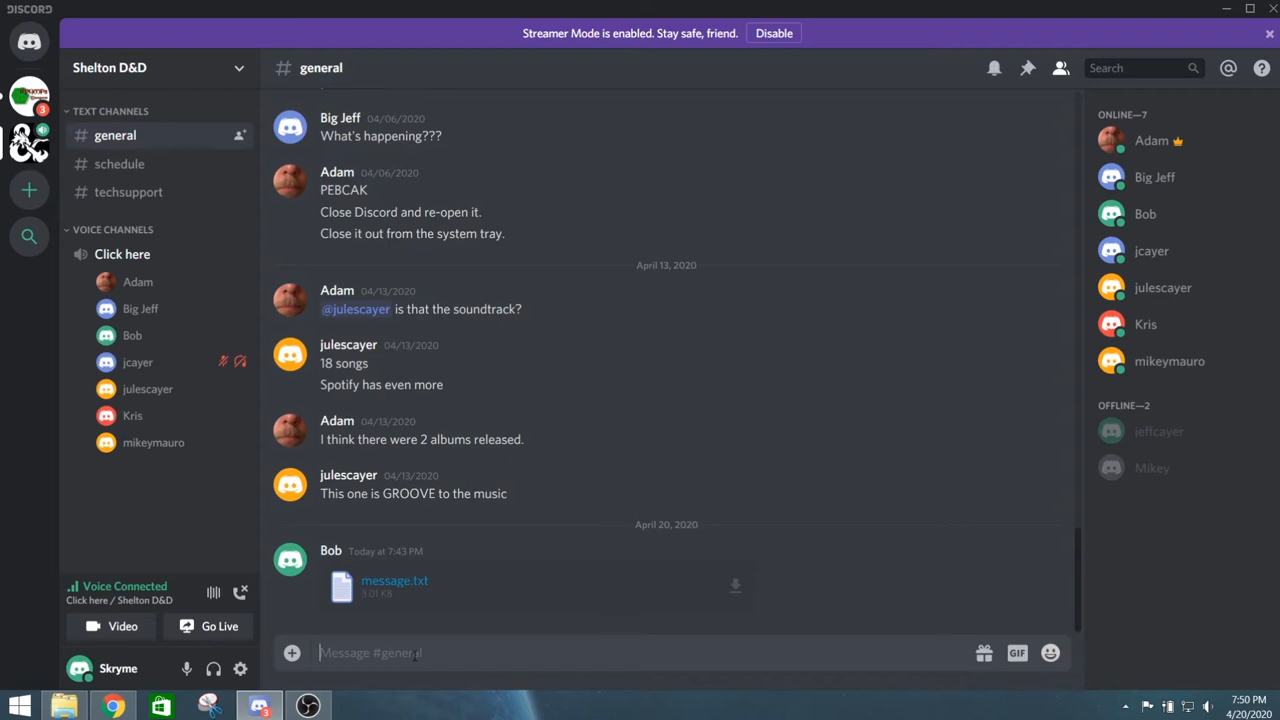 DISCORD
Streamer Mode is enabled. Stay safe, friend.
Disable
Shelton D&D
general
Search
TEXT CHANNELS
general
schedule
techsupport
VOICE CHANNELS
Click here
Adam
Big Jeff
Bob
jcayer
julescayer
Kris
mikeymauro
Big Jeff 04/06/2020
What's happening???
Adam 04/06/2020
PEBCAK
Close Discord and re-open it.
Close it out from the system tray.
April 13, 2020
Adam 04/13/2020
@julescayer is that the soundtrack?
julescayer 04/13/2020
18 songs
Spotify has even more
Adam 04/13/2020
I think there were 2 albums released.
julescayer 04/13/2020
This one is GROOVE to the music
April 20, 2020
Bob Today at 7:43 PM
message.txt
3.01 KB
Message #general
GIF
ONLINE—7
Adam
Big Jeff
Bob
jcayer
julescayer
Kris
mikeymauro
OFFLINE—2
jeffcayer
Mikey
Voice Connected
Click here / Shelton D&D
Video
Go Live
Skryme
3
3
7:50 PM
4/20/2020